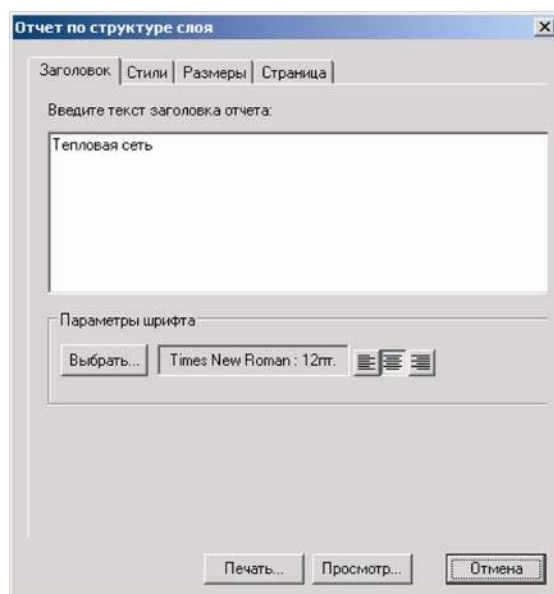 Отчет по структуре слоя
Заголовок Стили Размеры Страница
Введите текст заголовка отчета:
Тепловая сеть
Параметры шрифта
Выбрать... Times New Roman : 12пт.
Печать... Просмотр... Отмена